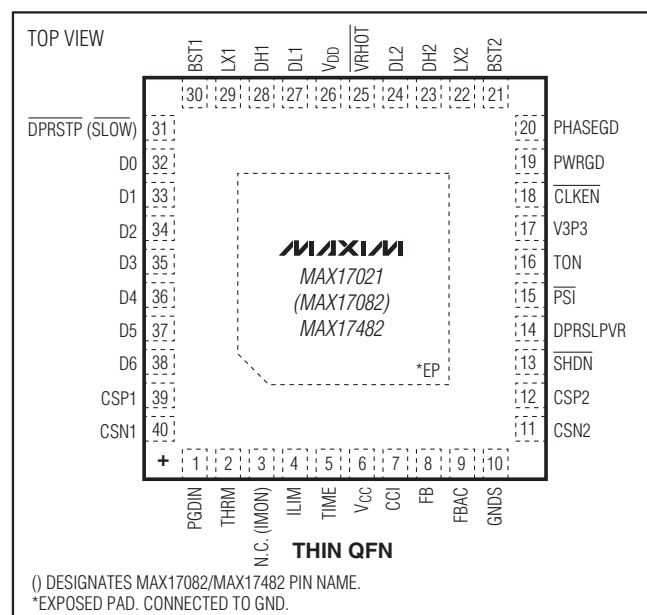 TOP VIEW
BST1 LX1 DH1 DL1 VDD VRHOT DL2 DH2 LX2 BST2
30 29 28 27 26 25 24 23 22 21
DPRSTP (SLOW) 31
D0 32
D1 33
D2 34
D3 35
D4 36
D5 37
D6 38
CSP1 39
CSN1 40
20 PHASEGD
19 PWRGD
18 CLKEN
17 V3P3
16 TON
15 PSI
14 DPRSLPVR
13 SHDN
12 CSP2
11 CSN2
MAXIM
MAX17021
(MAX17082)
MAX17482
*EP
+ 1 2 3 4 5 6 7 8 9 10
PGDIN THRM N.C. (IMON) ILIM TIME VCC CCI FB FBAC GNDS
THIN QFN
() DESIGNATES MAX17082/MAX17482 PIN NAME.
*EXPOSED PAD. CONNECTED TO GND.